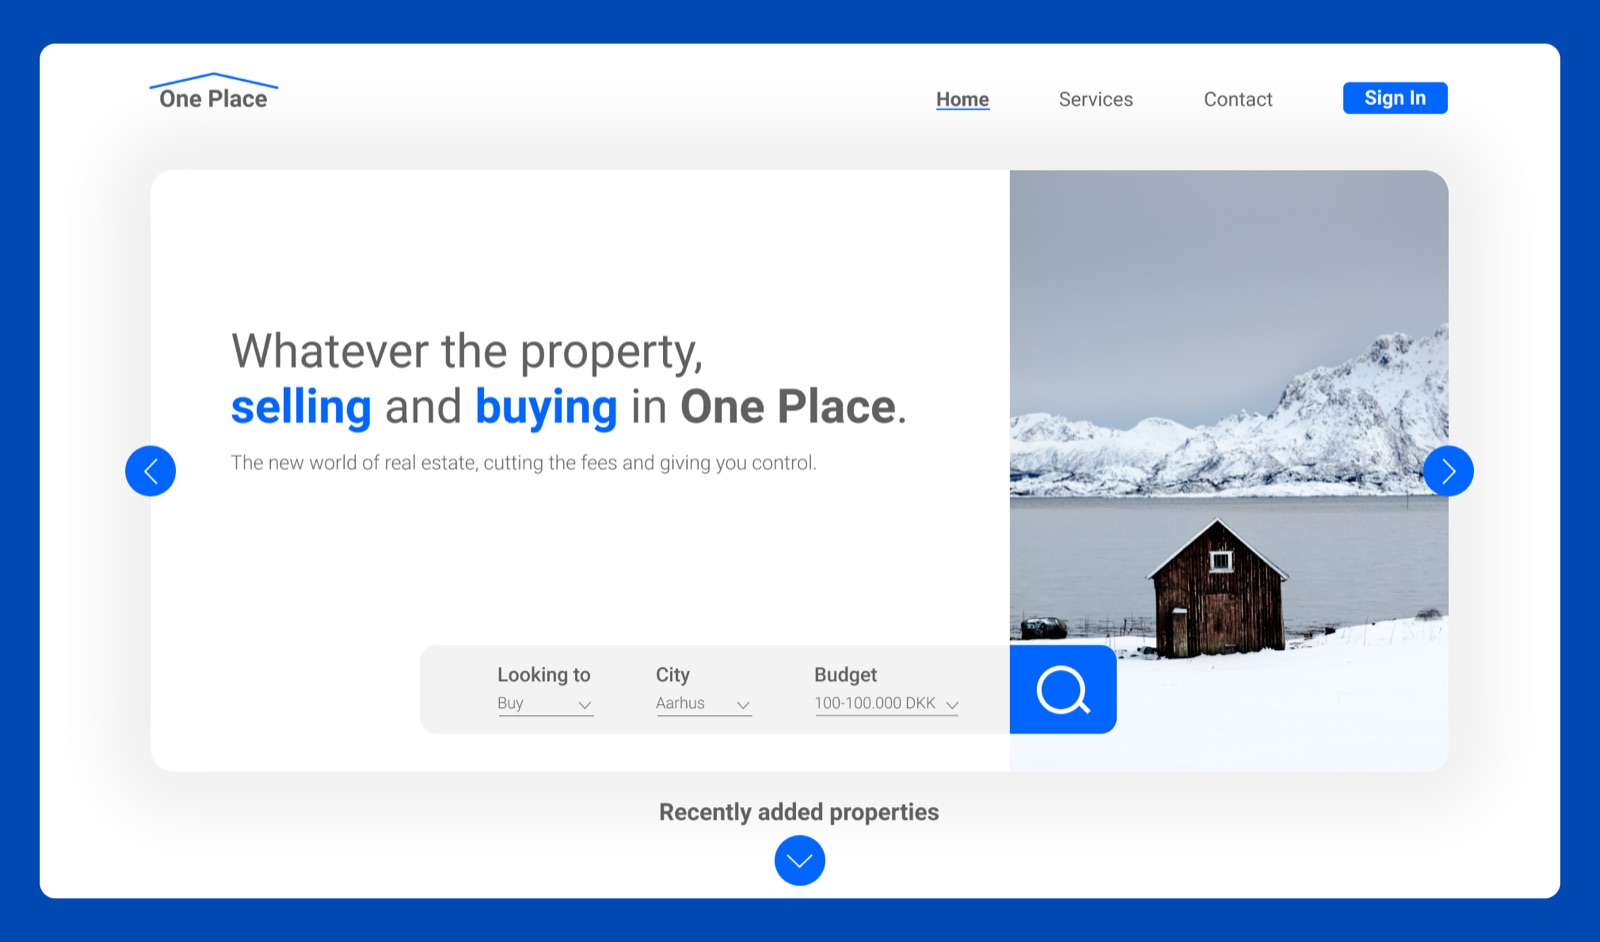 One Place
Home
Services
Contact
Sign In
Whatever the property,
selling and buying in One Place.
The new world of real estate, cutting the fees and giving you control.
Looking to
Buy
City
Aarhus
Budget
100-100.000 DKK
Recently added properties